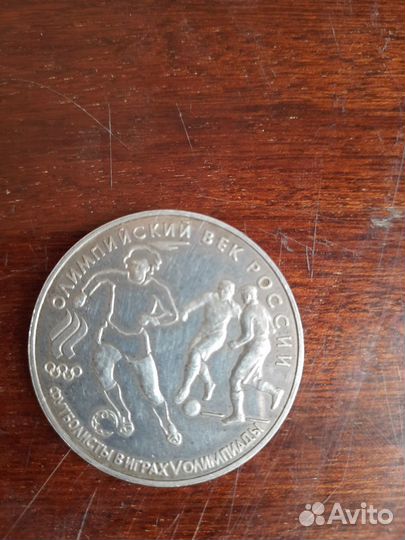 ОЛИМПИЙСКИЙ ВЕК РОССИИ
ФУТБОЛИСТЫ В ИГРАХ V ОЛИМПИАДЫ
Avito